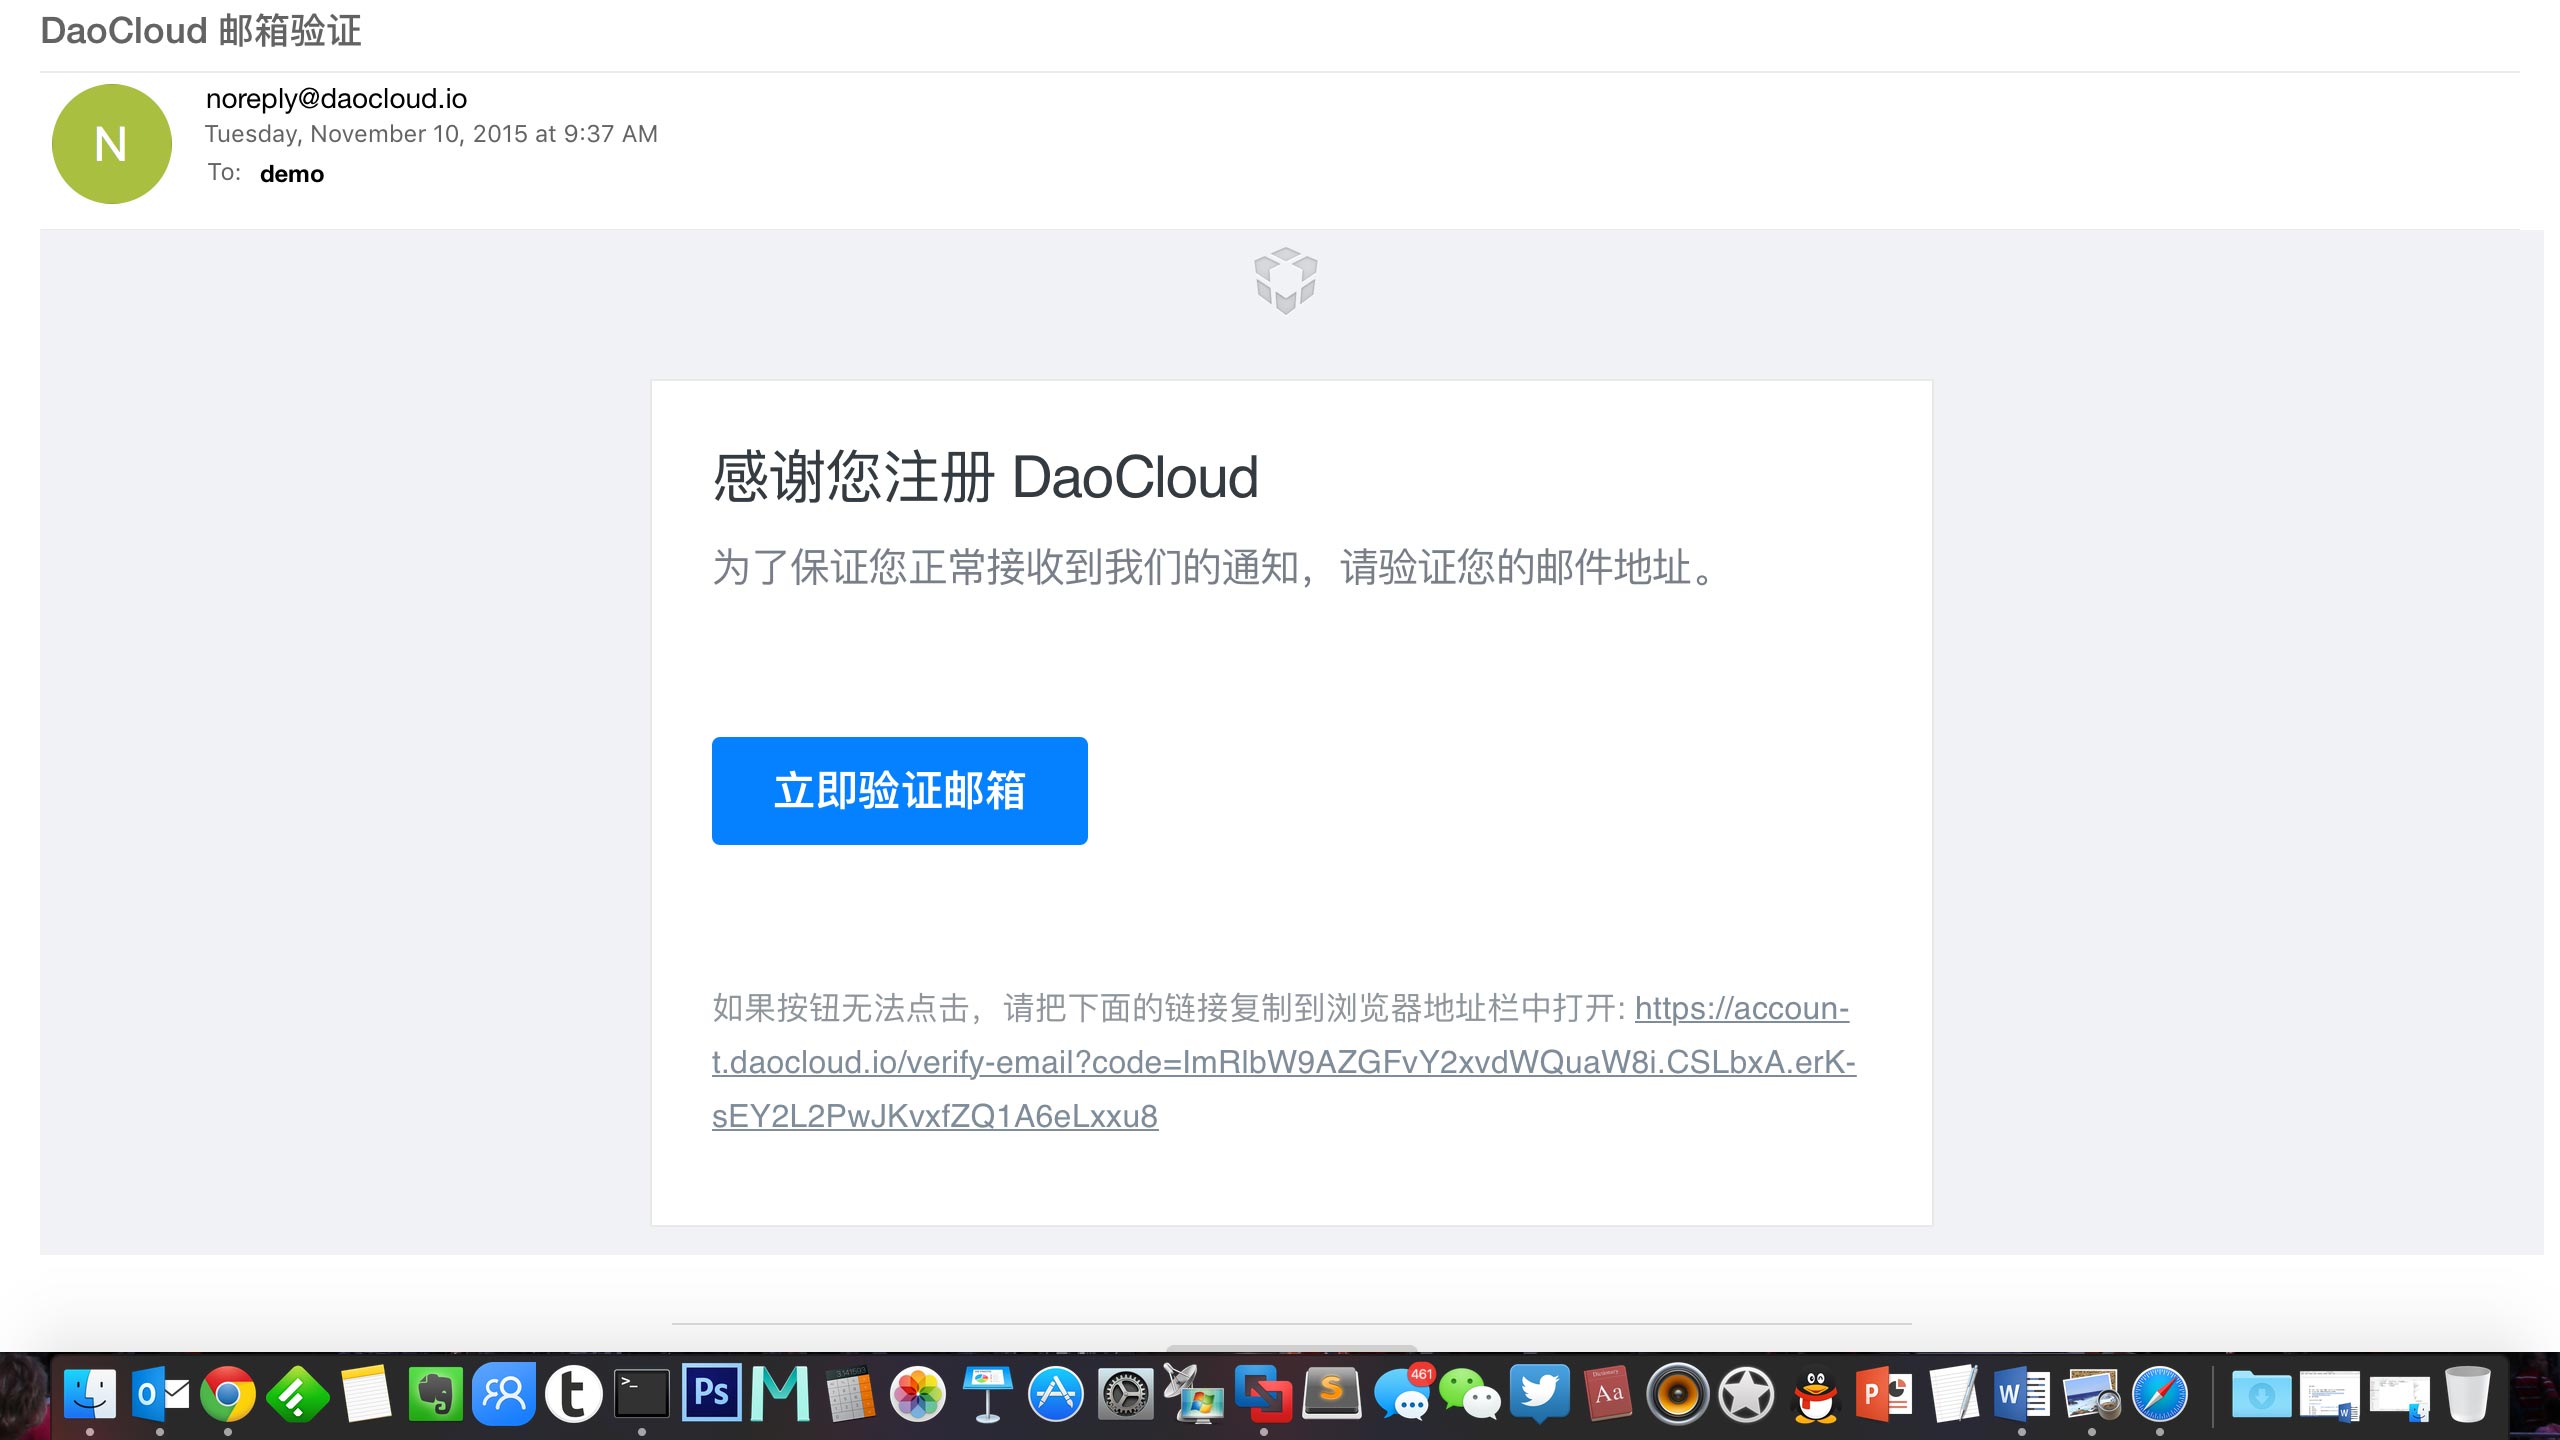 DaoCloud 邮箱验证
N
noreply@daocloud.io
Tuesday, November 10, 2015 at 9:37 AM
To: demo
感谢您注册 DaoCloud
为了保证您正常接收到我们的通知，请验证您的邮件地址。
立即验证邮箱
如果按钮无法点击，请把下面的链接复制到浏览器地址栏中打开: https://accoun-
t.daocloud.io/verify-email?code=ImRlbW9AZGFvY2xvdWQuaW8i.CSLbxA.erK-
sEY2L2PwJKvxfZQ1A6eLxxu8
Ps
461
Aa